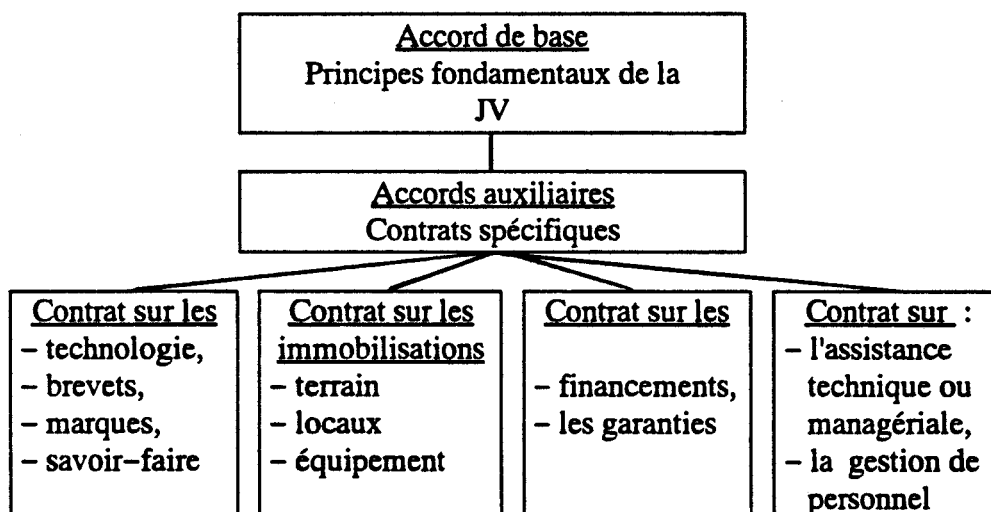 Accord de base
Principes fondamentaux de la
JV
Accords auxiliaires
Contrats spécifiques
Contrat sur les
– technologie,
– brevets,
– marques,
– savoir–faire
Contrat sur les
immobilisations
– terrain
– locaux
– équipement
Contrat sur les
– financements,
– les garanties
Contrat sur :
– l'assistance
technique ou
managériale,
– la gestion de
personnel